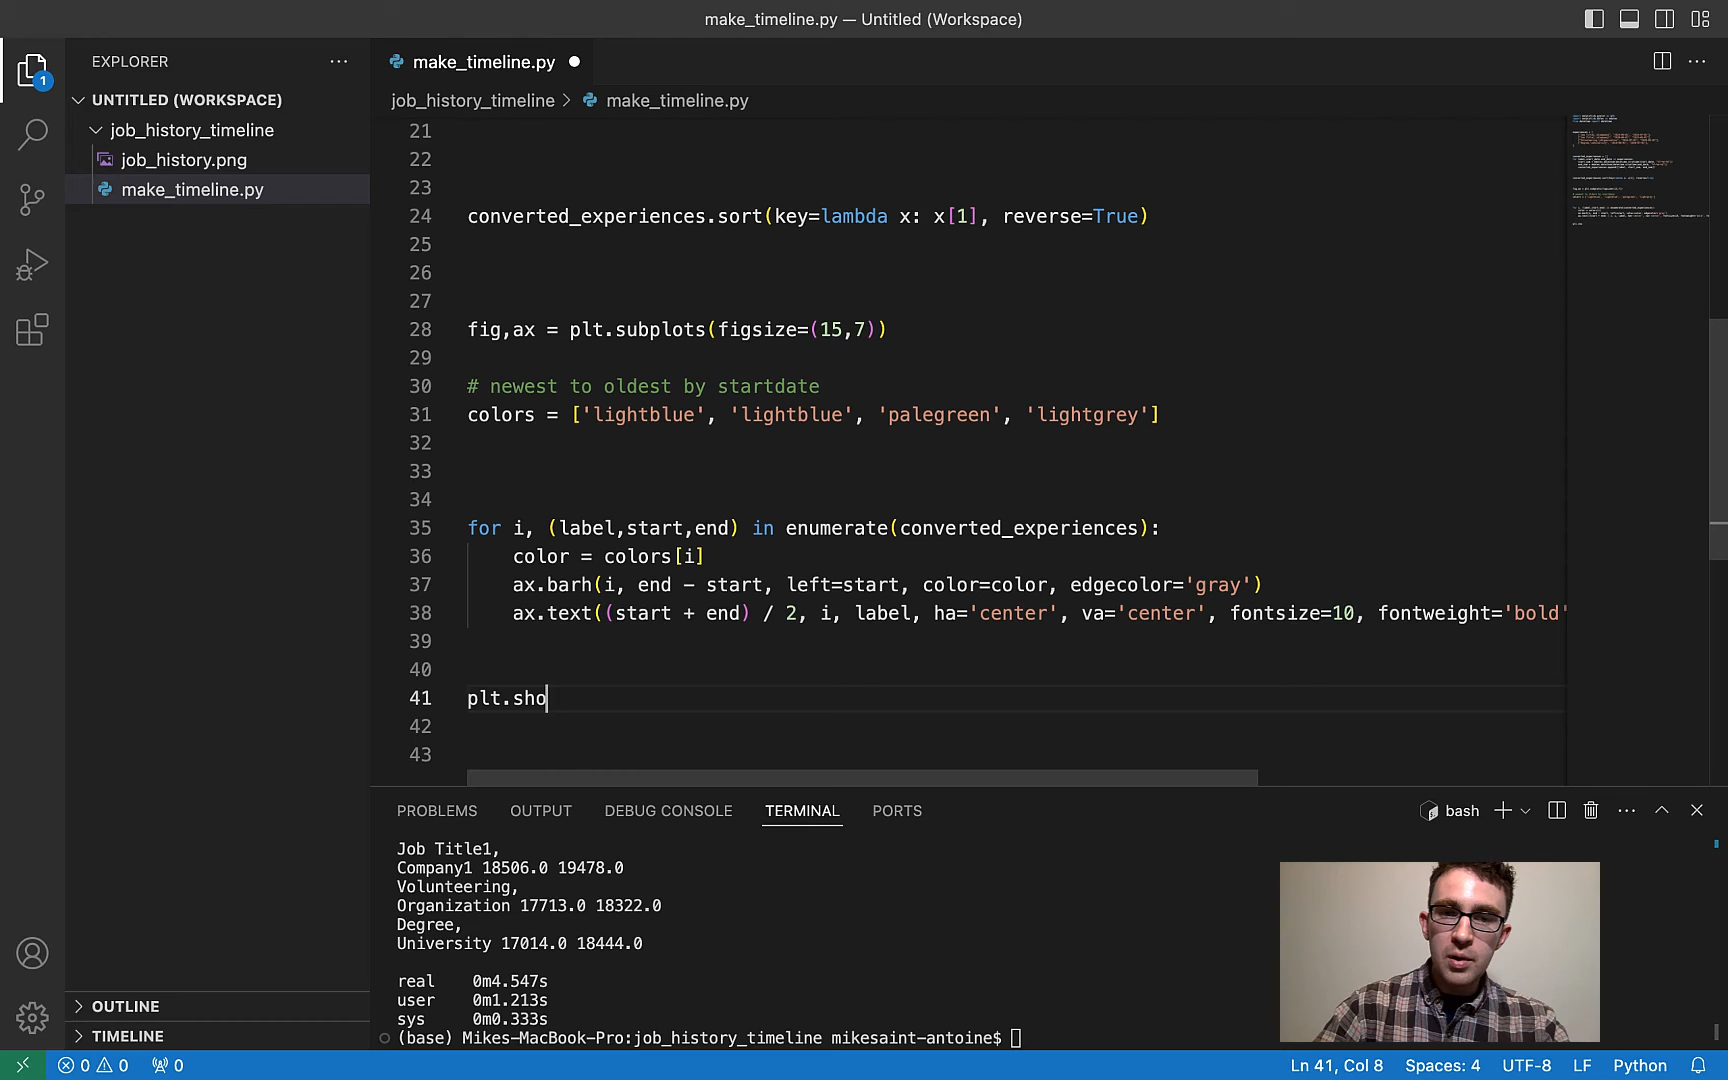 make_timeline.py — Untitled (Workspace)
EXPLORER
1
UNTITLED (WORKSPACE)
job_history_timeline
job_history.png
make_timeline.py
OUTLINE
TIMELINE
make_timeline.py
job_history_timeline > make_timeline.py
21
22
23
24 converted_experiences.sort(key=lambda x: x[1], reverse=True)
25
26
27
28 fig,ax = plt.subplots(figsize=(15,7))
29
30 # newest to oldest by startdate
31 colors = ['lightblue', 'lightblue', 'palegreen', 'lightgrey']
32
33
34
35 for i, (label,start,end) in enumerate(converted_experiences):
36 color = colors[i]
37 ax.barh(i, end - start, left=start, color=color, edgecolor='gray')
38 ax.text((start + end) / 2, i, label, ha='center', va='center', fontsize=10, fontweight='bold'
39
40
41 plt.sho
42
43
PROBLEMS OUTPUT DEBUG CONSOLE TERMINAL PORTS
bash
Job Title1,
Company1 18506.0 19478.0
Volunteering,
Organization 17713.0 18322.0
Degree,
University 17014.0 18444.0
real 0m4.547s
user 0m1.213s
sys 0m0.333s
(base) Mikes-MacBook-Pro:job_history_timeline mikesaint-antoine$
0 0 0
Ln 41, Col 8 Spaces: 4 UTF-8 LF Python